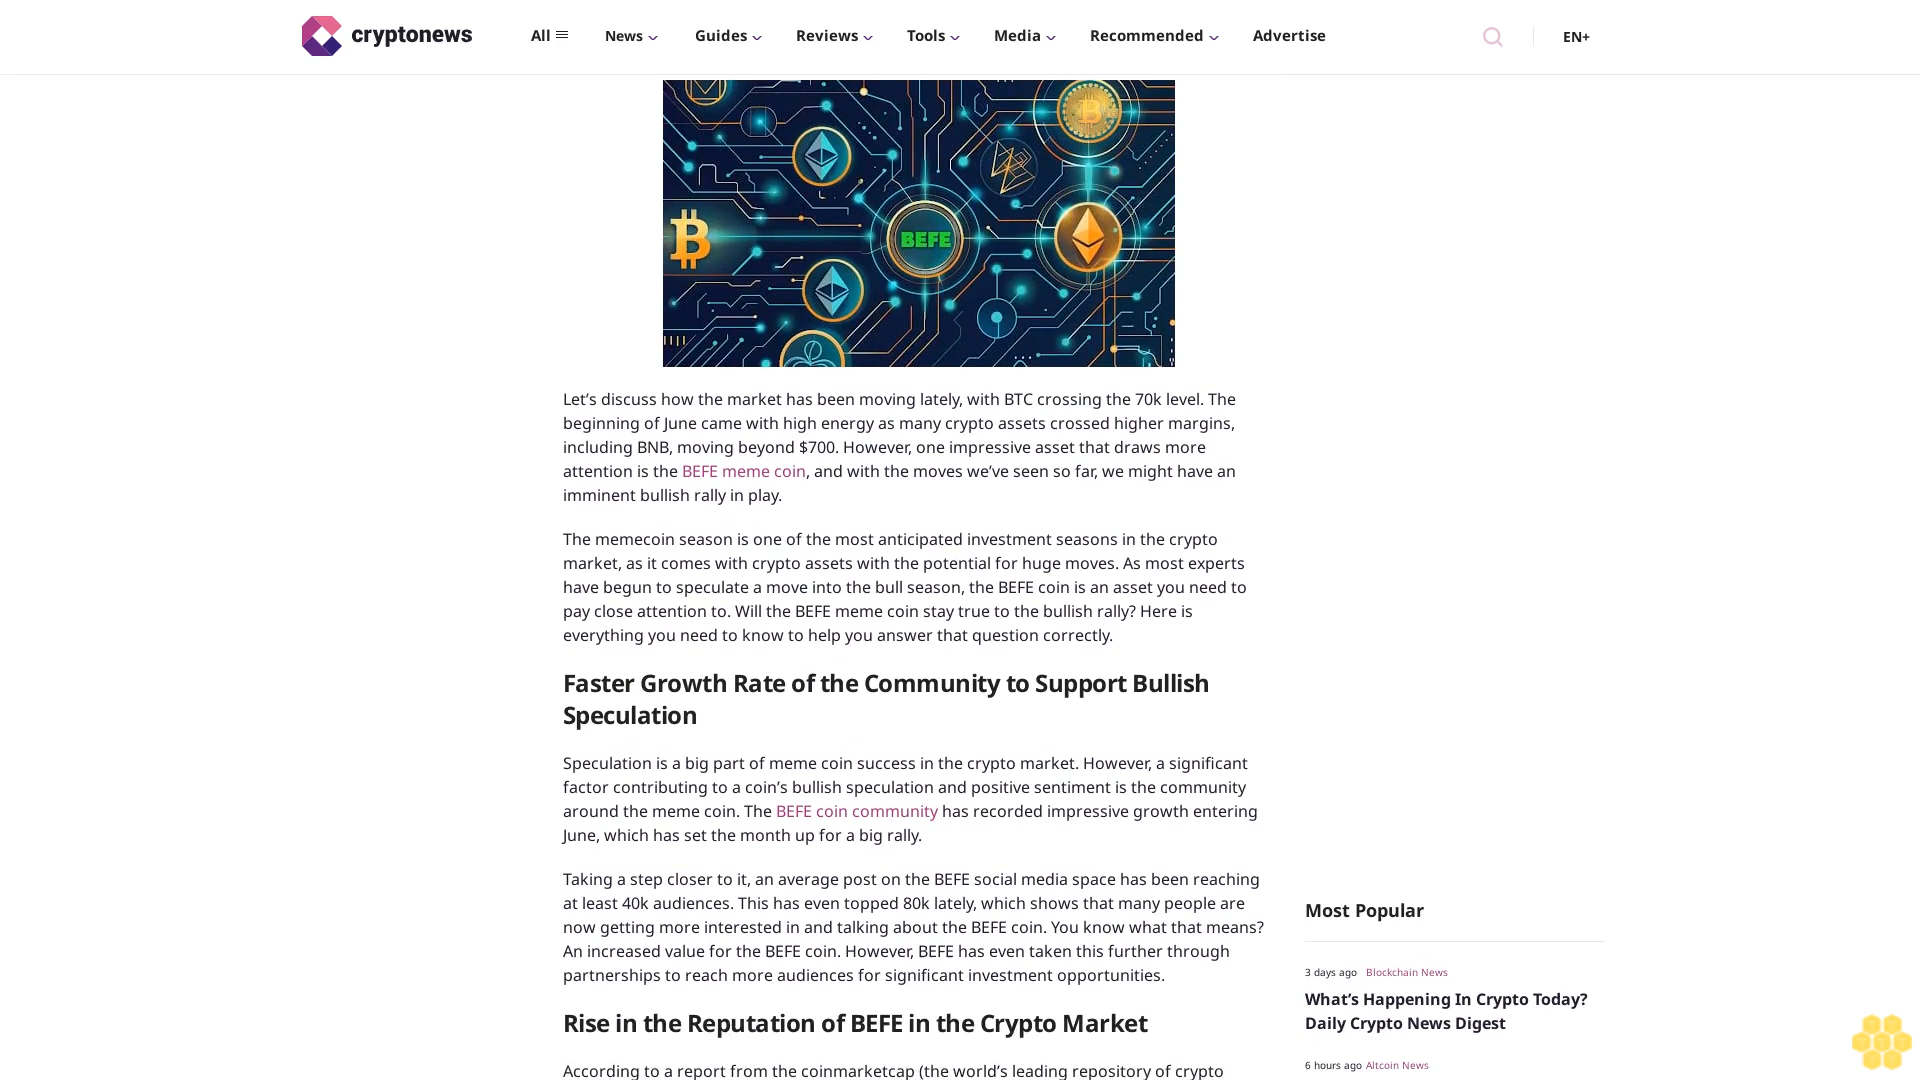 cryptonews
All
News
Guides
Reviews
Tools
Media
Recommended
Advertise
EN+
BEFE
Let’s discuss how the market has been moving lately, with BTC crossing the 70k level. The
beginning of June came with high energy as many crypto assets crossed higher margins,
including BNB, moving beyond $700. However, one impressive asset that draws more
attention is the BEFE meme coin, and with the moves we’ve seen so far, we might have an
imminent bullish rally in play.
The memecoin season is one of the most anticipated investment seasons in the crypto
market, as it comes with crypto assets with the potential for huge moves. As most experts
have begun to speculate a move into the bull season, the BEFE coin is an asset you need to
pay close attention to. Will the BEFE meme coin stay true to the bullish rally? Here is
everything you need to know to help you answer that question correctly.
Faster Growth Rate of the Community to Support Bullish
Speculation
Speculation is a big part of meme coin success in the crypto market. However, a significant
factor contributing to a coin’s bullish speculation and positive sentiment is the community
around the meme coin. The BEFE coin community has recorded impressive growth entering
June, which has set the month up for a big rally.
Taking a step closer to it, an average post on the BEFE social media space has been reaching
at least 40k audiences. This has even topped 80k lately, which shows that many people are
now getting more interested in and talking about the BEFE coin. You know what that means?
An increased value for the BEFE coin. However, BEFE has even taken this further through
partnerships to reach more audiences for significant investment opportunities.
Rise in the Reputation of BEFE in the Crypto Market
According to a report from the coinmarketcap (the world’s leading repository of crypto
Most Popular
3 days ago Blockchain News
What’s Happening In Crypto Today?
Daily Crypto News Digest
6 hours ago Altcoin News